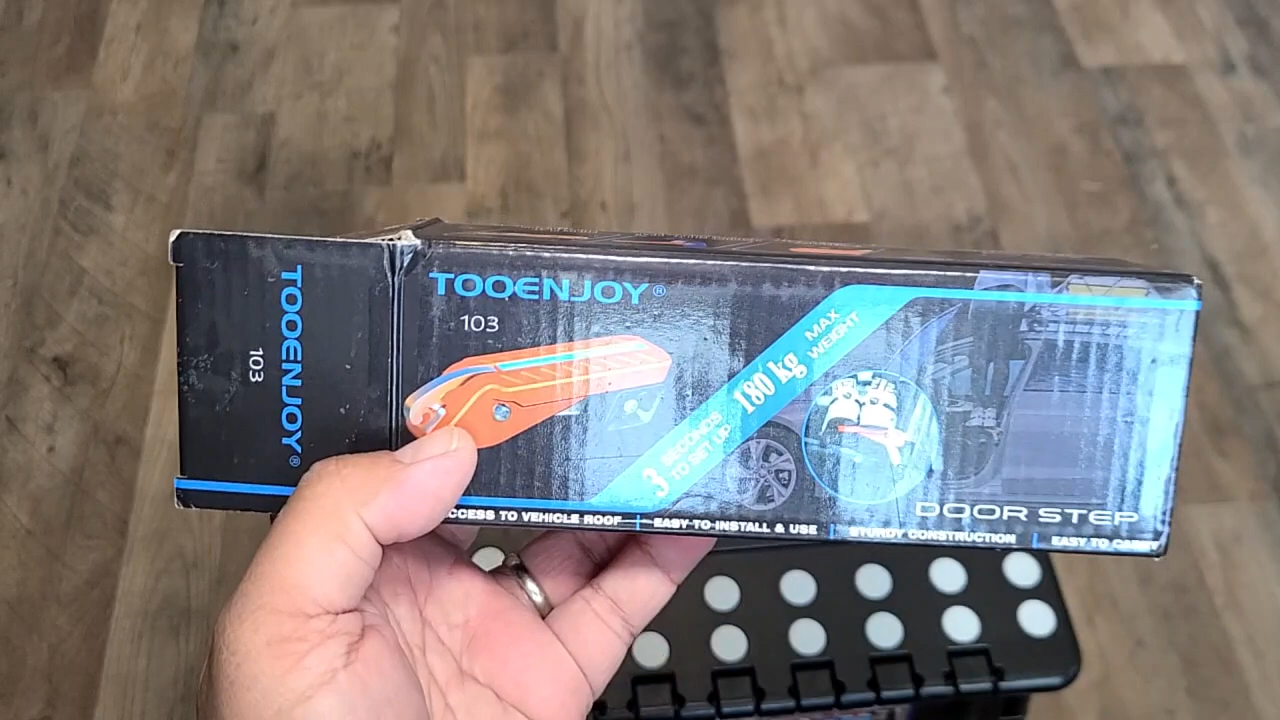 TOOENJOY®
103
TOOENJOY®
103
3 SECONDS TO SET UP
180 kg MAX WEIGHT
DOOR STEP
CCESS TO VEHICLE ROOF | EASY TO INSTALL & USE | STURDY CONSTRUCTION | EASY TO CARRY